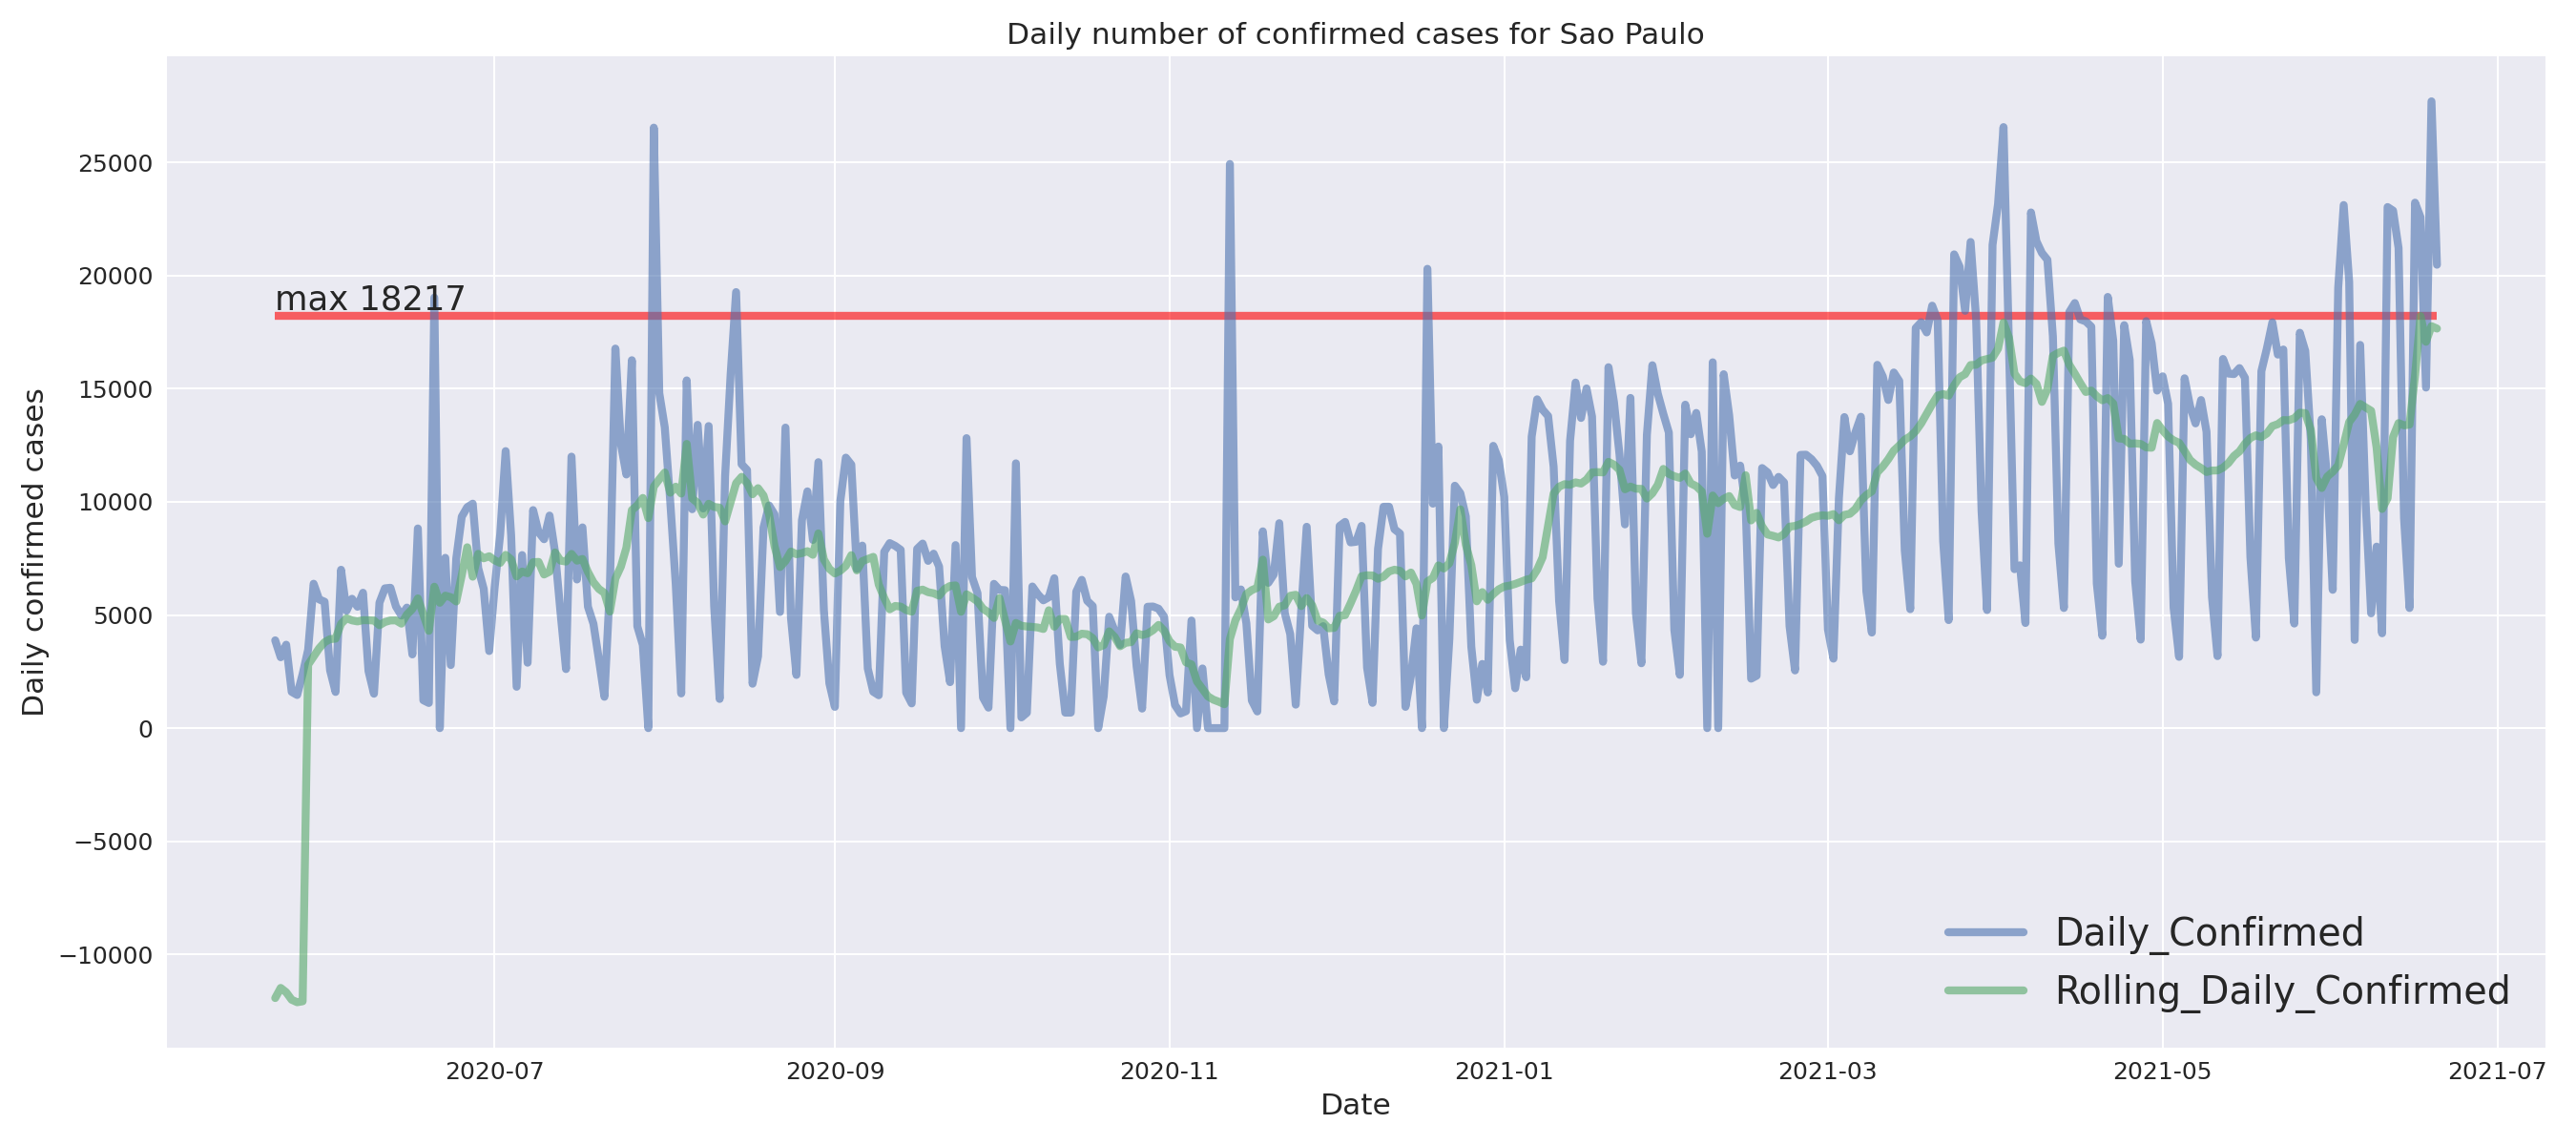 Daily number of confirmed cases for Sao Paulo
Daily confirmed cases
25000
20000
15000
10000
5000
0
−5000
−10000
max 18217
Daily_Confirmed
Rolling_Daily_Confirmed
2020-07
2020-09
2020-11
2021-01
2021-03
2021-05
2021-07
Date